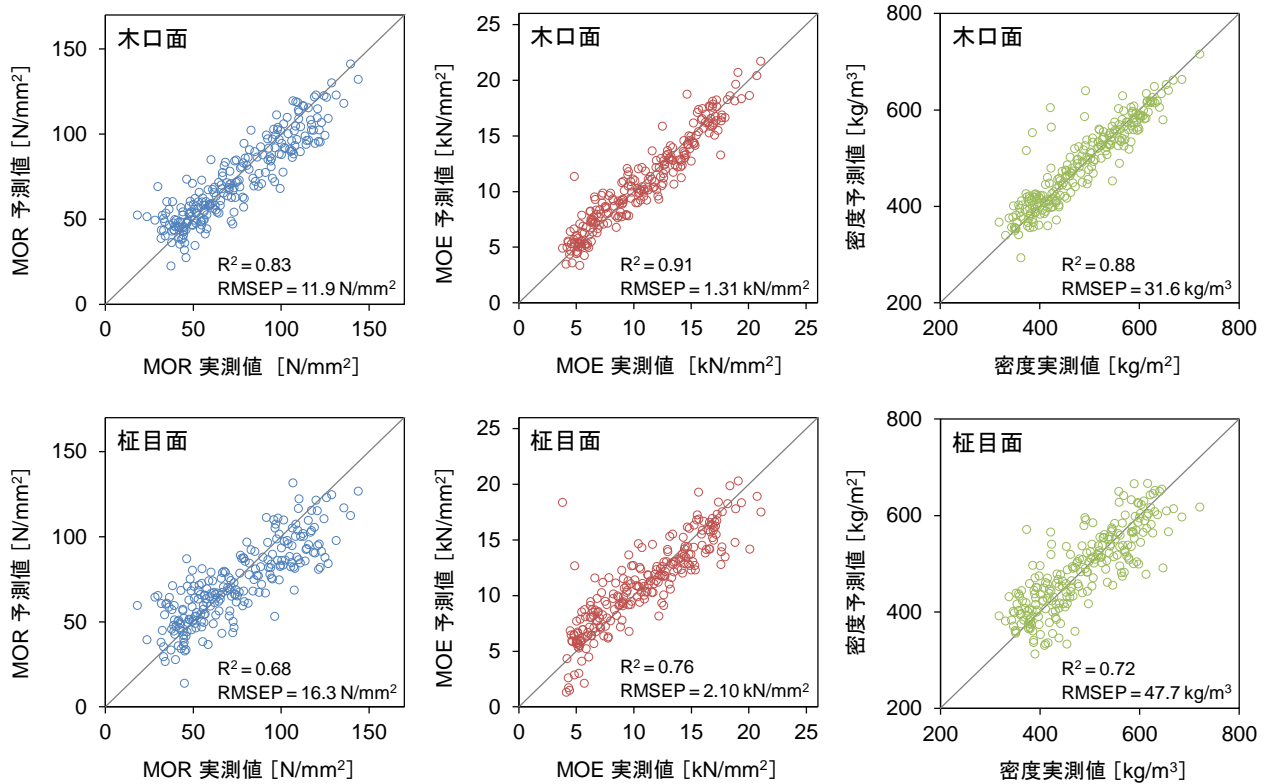 木口面
MOR 予測値 [N/mm²]
150
100
50
0
R² = 0.83
RMSEP = 11.9 N/mm²
0 50 100 150
MOR 実測値 [N/mm²]
木口面
MOE 予測値 [kN/mm²]
25
20
15
10
5
0
R² = 0.91
RMSEP = 1.31 kN/mm²
0 5 10 15 20 25
MOE 実測値 [kN/mm²]
木口面
密度予測値 [kg/m³]
800
600
400
200
R² = 0.88
RMSEP = 31.6 kg/m³
200 400 600 800
密度実測値 [kg/m²]
柾目面
MOR 予測値 [N/mm²]
150
100
50
0
R² = 0.68
RMSEP = 16.3 N/mm²
0 50 100 150
MOR 実測値 [N/mm²]
柾目面
MOE 予測値 [kN/mm²]
25
20
15
10
5
0
R² = 0.76
RMSEP = 2.10 kN/mm²
0 5 10 15 20 25
MOE 実測値 [kN/mm²]
柾目面
密度予測値 [kg/m²]
800
600
400
200
R² = 0.72
RMSEP = 47.7 kg/m³
200 400 600 800
密度実測値 [kg/m³]